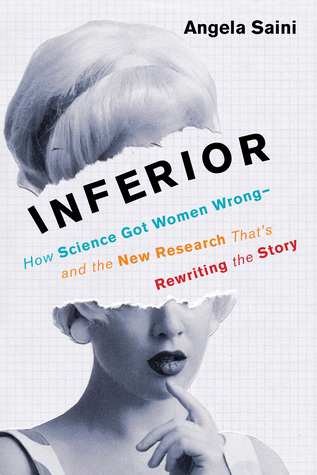 Angela Saini
INFERIOR
How Science Got Women Wrong–
and the New Research That's
Rewriting the Story